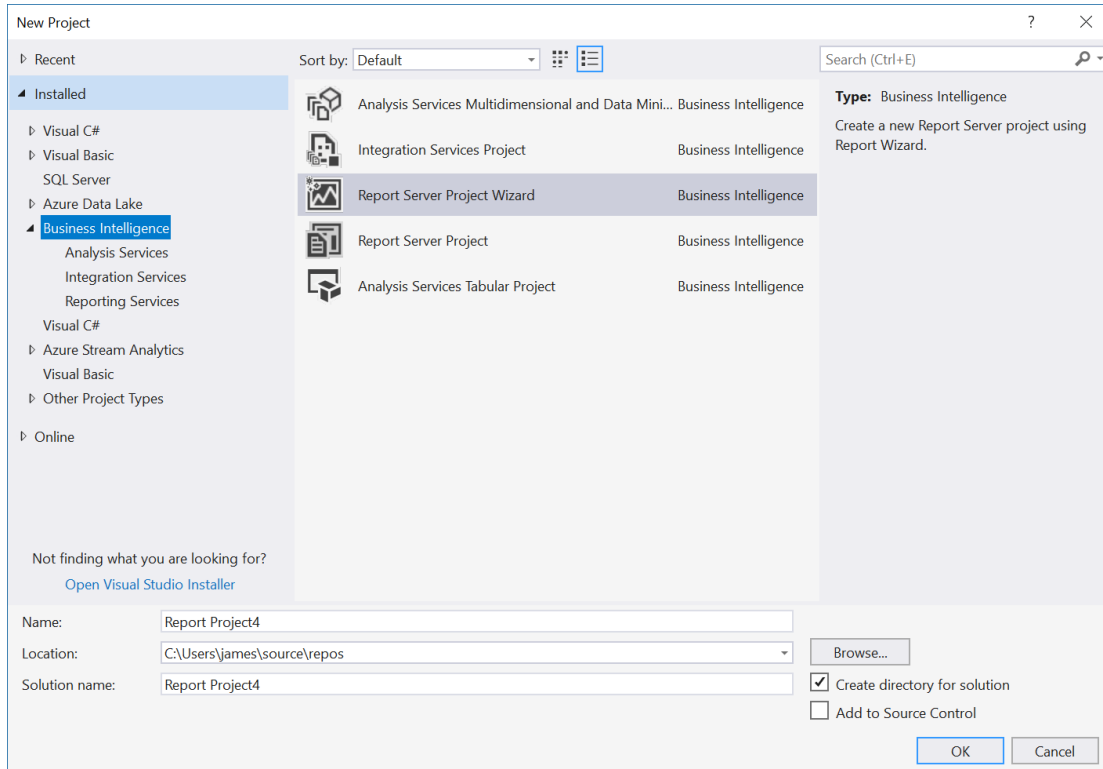 New Project
?
Recent
Installed
Visual C#
Visual Basic
SQL Server
Azure Data Lake
Business Intelligence
Analysis Services
Integration Services
Reporting Services
Visual C#
Azure Stream Analytics
Visual Basic
Other Project Types
Online
Not finding what you are looking for?
Open Visual Studio Installer
Sort by: Default
Analysis Services Multidimensional and Data Mini... Business Intelligence
Integration Services Project Business Intelligence
Report Server Project Wizard Business Intelligence
Report Server Project Business Intelligence
Analysis Services Tabular Project Business Intelligence
Search (Ctrl+E)
Type: Business Intelligence
Create a new Report Server project using
Report Wizard.
Name: Report Project4
Location: C:\Users\james\source\repos
Solution name: Report Project4
Browse...
Create directory for solution
Add to Source Control
OK Cancel